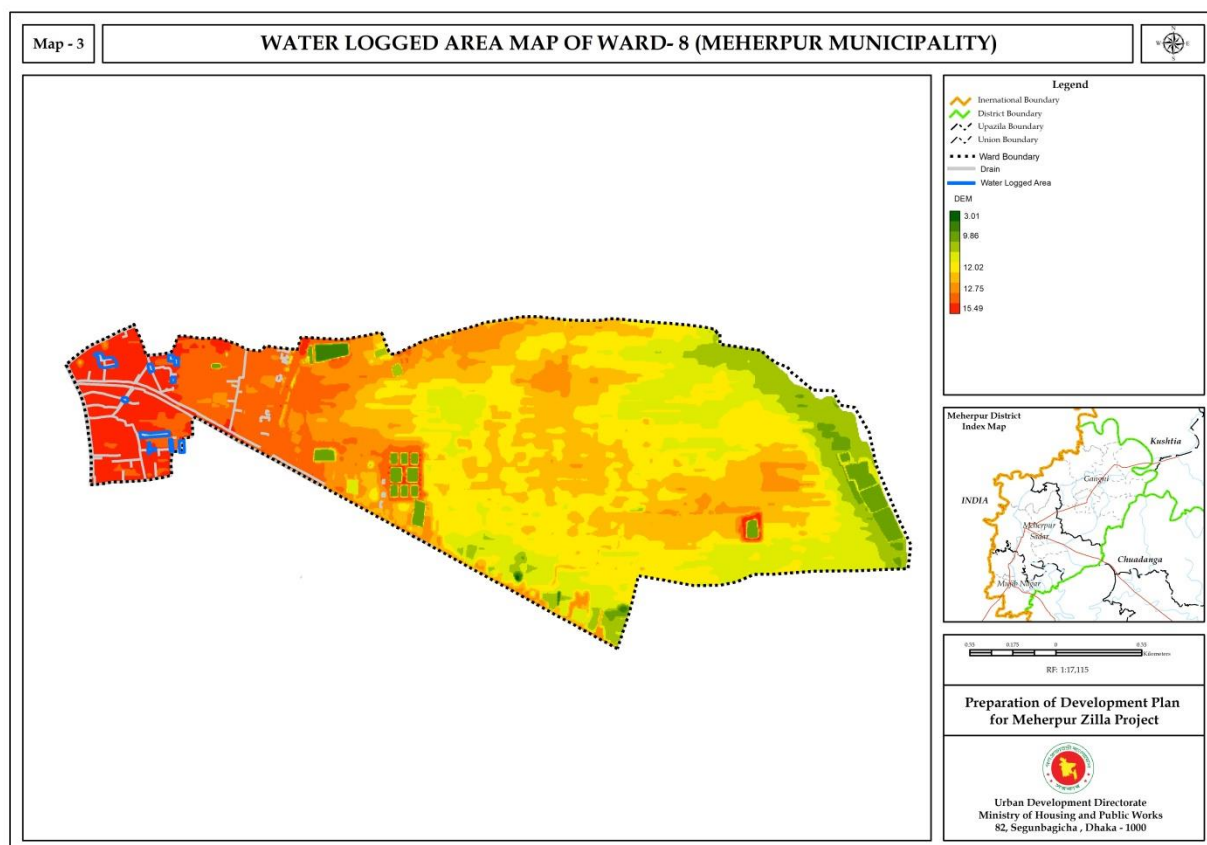 Map - 3
WATER LOGGED AREA MAP OF WARD- 8 (MEHERPUR MUNICIPALITY)
N
W
E
S
Legend
Inernational Boundary
District Boundary
Upazila Boundary
Union Boundary
Ward Boundary
Drain
Water Logged Area
DEM
3.01
9.86
12.02
12.75
15.49
Meherpur District
Index Map
Kushtia
Gangni
INDIA
Meherpur
Sadar
Chuadanga
Mujib Nagar
0.35 0.175 0 0.35
Kilometers
RF: 1:17,115
Preparation of Development Plan
for Meherpur Zilla Project
Urban Development Directorate
Ministry of Housing and Public Works
82, Segunbagicha , Dhaka - 1000